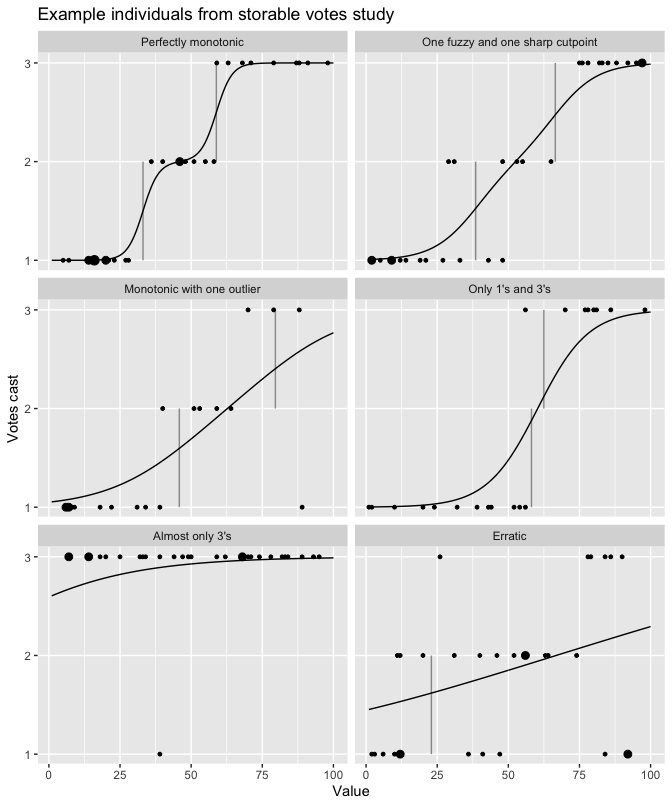 Example individuals from storable votes study
Perfectly monotonic
One fuzzy and one sharp cutpoint
3
2
1
Monotonic with one outlier
Only 1's and 3's
3
2
1
Votes cast
Almost only 3's
Erratic
3
2
1
0 25 50 75 100 0 25 50 75 100
Value